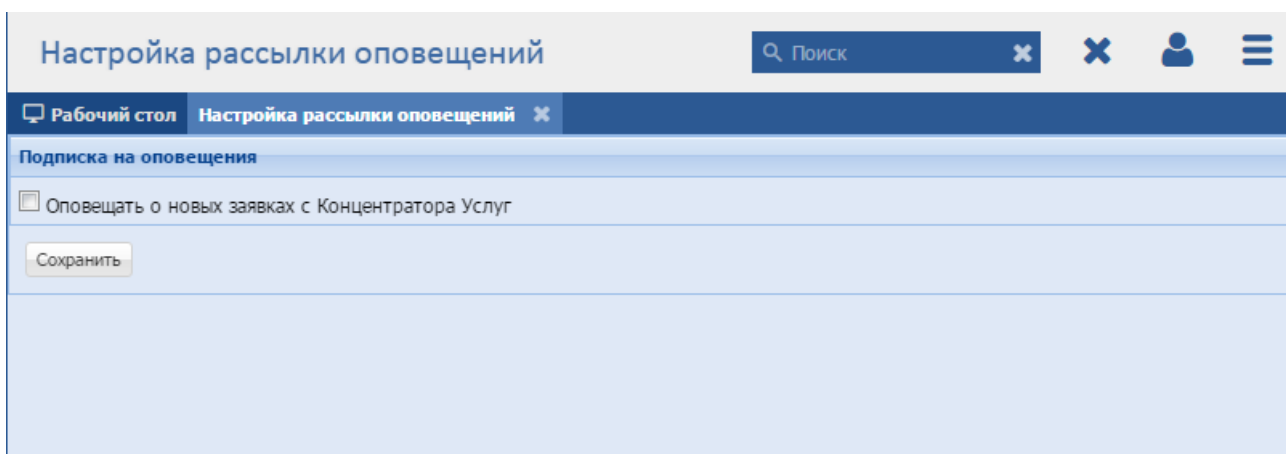 Настройка рассылки оповещений
Поиск
Рабочий стол Настройка рассылки оповещений
Подписка на оповещения
Оповещать о новых заявках с Концентратора Услуг
Сохранить